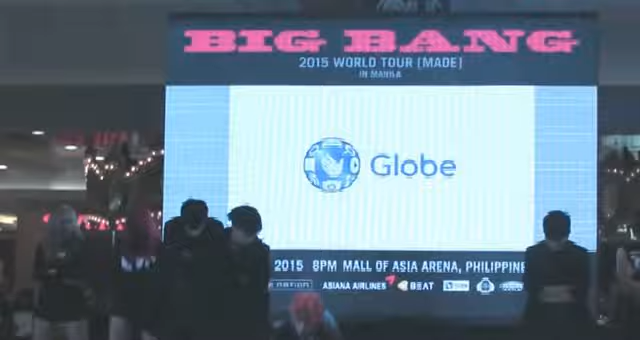 BIG BANG
2015 WORLD TOUR [MADE]
IN MANILA
Globe
2015 8PM MALL OF ASIA ARENA, PHILIPPINE
NATION ASIANA AIRLINES BEAT